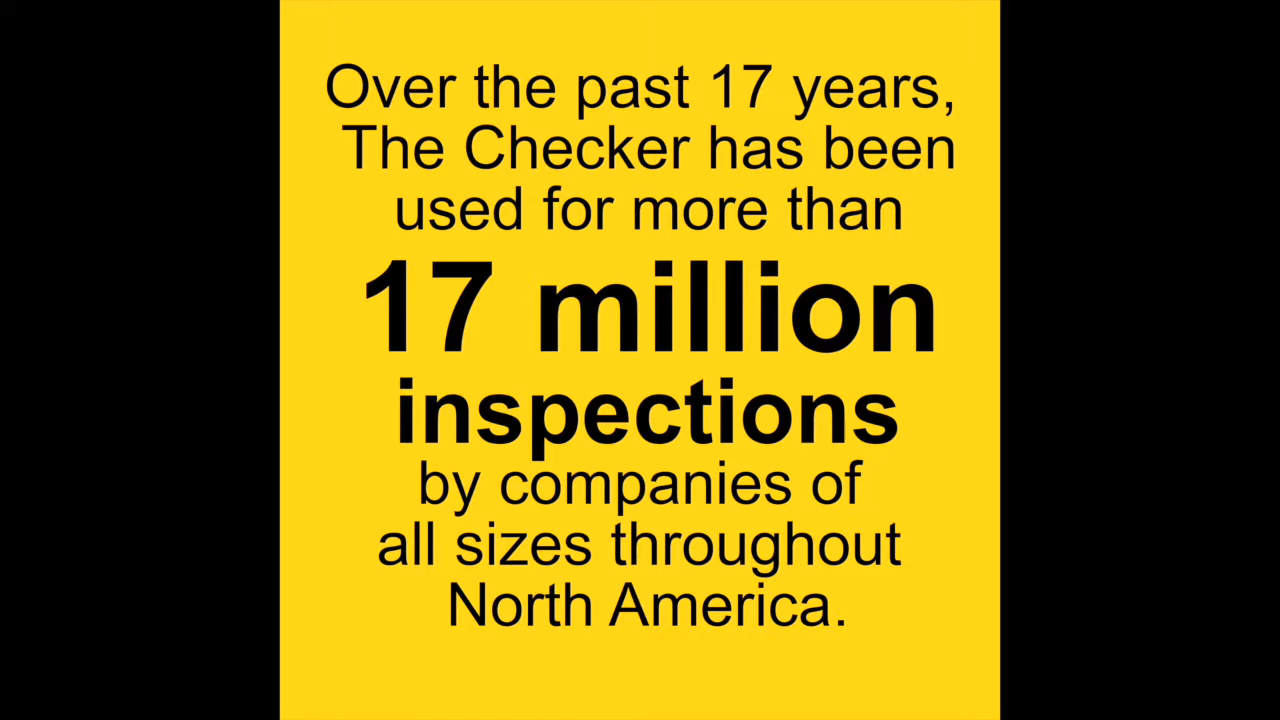 Over the past 17 years,
The Checker has been
used for more than
17 million
inspections
by companies of
all sizes throughout
North America.